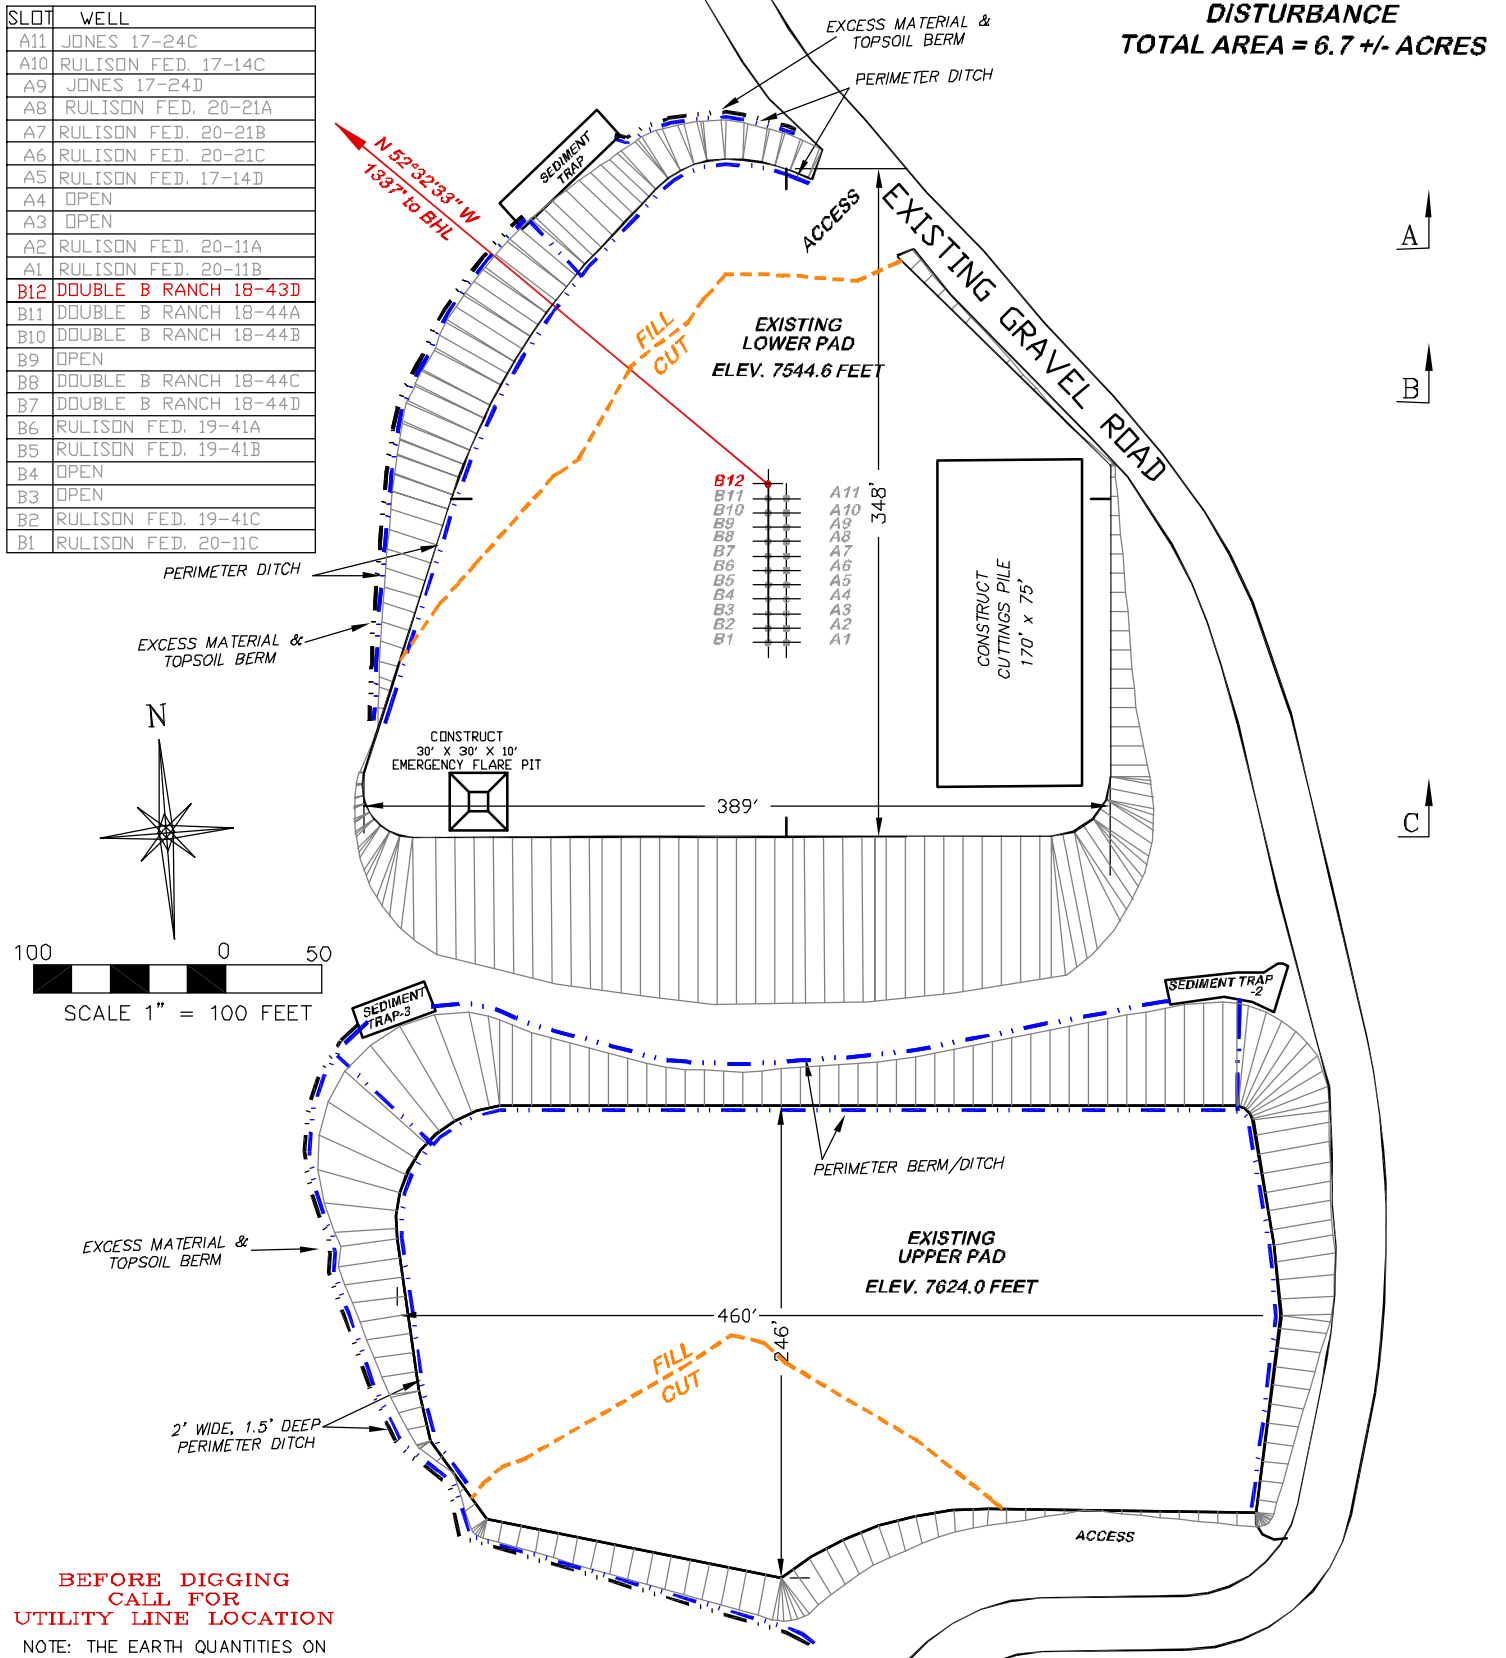 DISTURBANCE
TOTAL AREA = 6.7 +/- ACRES
SLOT WELL
A11 JONES 17-24C
A10 RULISON FED. 17-14C
A9 JONES 17-24D
A8 RULISON FED. 20-21A
A7 RULISON FED. 20-21B
A6 RULISON FED. 20-21C
A5 RULISON FED. 17-14D
A4 OPEN
A3 OPEN
A2 RULISON FED. 20-11A
A1 RULISON FED. 20-11B
B12 DOUBLE B RANCH 18-43D
B11 DOUBLE B RANCH 18-44A
B10 DOUBLE B RANCH 18-44B
B9 OPEN
B8 DOUBLE B RANCH 18-44C
B7 DOUBLE B RANCH 18-44D
B6 RULISON FED. 19-41A
B5 RULISON FED. 19-41B
B4 OPEN
B3 OPEN
B2 RULISON FED. 19-41C
B1 RULISON FED. 20-11C
EXCESS MATERIAL &
TOPSOIL BERM
PERIMETER DITCH
SEDIMENT
TRAP
N 52°32'33" W
1337' to BHL
ACCESS
EXISTING GRAVEL ROAD
A
B
C
FILL
CUT
EXISTING
LOWER PAD
ELEV. 7544.6 FEET
348'
B12
B11 A11
B10 A10
B9 A9
B8 A8
B7 A7
B6 A6
B5 A5
B4 A4
B3 A3
B2 A2
B1 A1
CONSTRUCT
CUTTINGS PILE
170' x 75'
PERIMETER DITCH
EXCESS MATERIAL &
TOPSOIL BERM
N
CONSTRUCT
30' X 30' X 10'
EMERGENCY FLARE PIT
389'
100 0 50
SCALE 1" = 100 FEET
SEDIMENT
TRAP-3
SEDIMENT TRAP
-2
PERIMETER BERM/DITCH
EXCESS MATERIAL &
TOPSOIL BERM
EXISTING
UPPER PAD
ELEV. 7624.0 FEET
460'
246'
FILL
CUT
2' WIDE, 1.5' DEEP
PERIMETER DITCH
ACCESS
BEFORE DIGGING
CALL FOR
UTILITY LINE LOCATION
NOTE: THE EARTH QUANTITIES ON